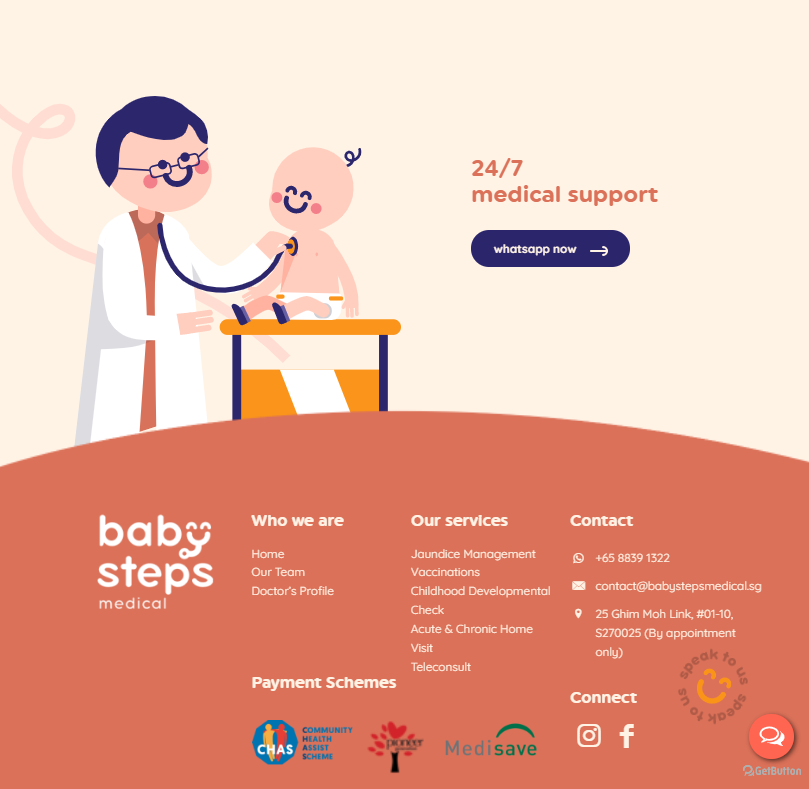 24/7
medical support
whatsapp now
baby
steps
medical
Who we are
Home
Our Team
Doctor's Profile
Our services
Jaundice Management
Vaccinations
Childhood Developmental
Check
Acute & Chronic Home
Visit
Teleconsult
Contact
+65 8839 1322
contact@babystepsmedical.sg
25 Ghim Moh Link, #01-10,
S270025 (By appointment
only)
Payment Schemes
CHAS
COMMUNITY
HEALTH
ASSIST
SCHEME
pioneer
Medisave
Connect
speak to us speak to us
GetButton